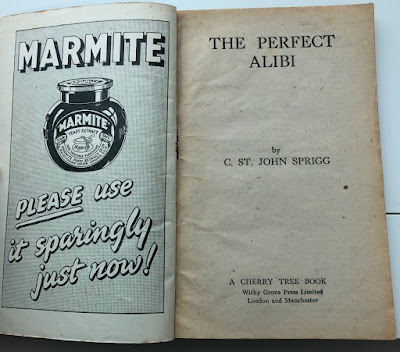 MARMITE
MARMITE
YEAST EXTRACT
PLEASE use
it sparingly
just now!
THE PERFECT
ALIBI
by
C. ST. JOHN SPRIGG
A CHERRY TREE BOOK
Withy Grove Press Limited
London and Manchester